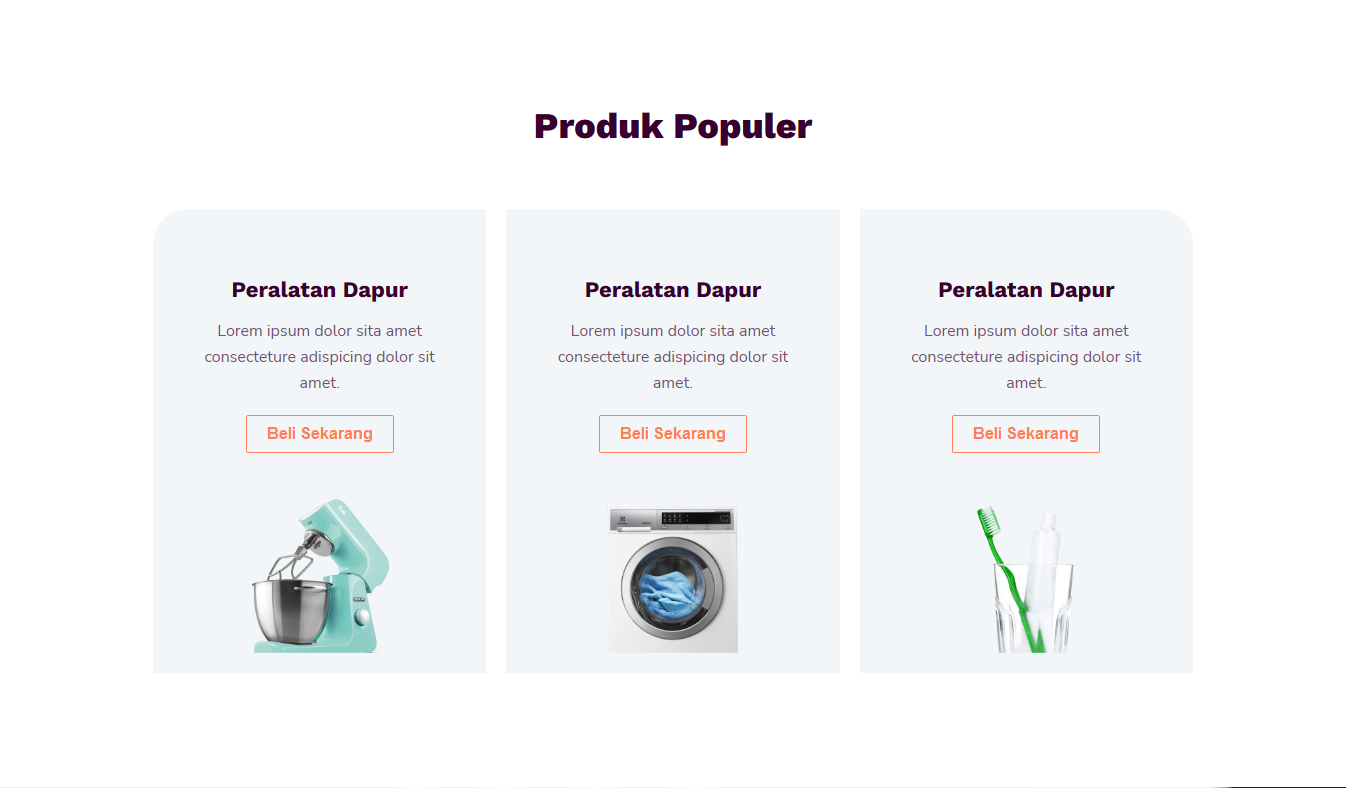 Produk Populer
Peralatan Dapur
Lorem ipsum dolor sita amet
consecteture adispicing dolor sit
amet.
Beli Sekarang
Peralatan Dapur
Lorem ipsum dolor sita amet
consecteture adispicing dolor sit
amet.
Beli Sekarang
Peralatan Dapur
Lorem ipsum dolor sita amet
consecteture adispicing dolor sit
amet.
Beli Sekarang